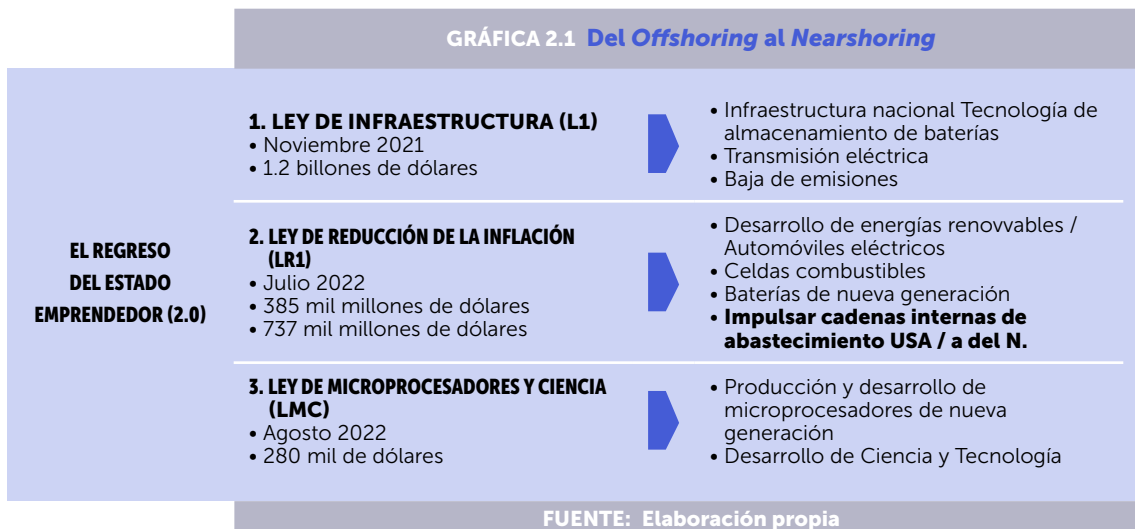 GRÁFICA 2.1 Del Offshoring al Nearshoring
EL REGRESO
DEL ESTADO
EMPRENDEDOR (2.0)
1. LEY DE INFRAESTRUCTURA (L1)
• Noviembre 2021
• 1.2 billones de dólares
• Infraestructura nacional Tecnología de
almacenamiento de baterías
• Transmisión eléctrica
• Baja de emisiones
2. LEY DE REDUCCIÓN DE LA INFLACIÓN
(LR1)
• Julio 2022
• 385 mil millones de dólares
• 737 mil millones de dólares
• Desarrollo de energías renovvables /
Automóviles eléctricos
• Celdas combustibles
• Baterías de nueva generación
• Impulsar cadenas internas de
abastecimiento USA / a del N.
3. LEY DE MICROPROCESADORES Y CIENCIA
(LMC)
• Agosto 2022
• 280 mil de dólares
• Producción y desarrollo de
microprocesadores de nueva
generación
• Desarrollo de Ciencia y Tecnología
FUENTE: Elaboración propia